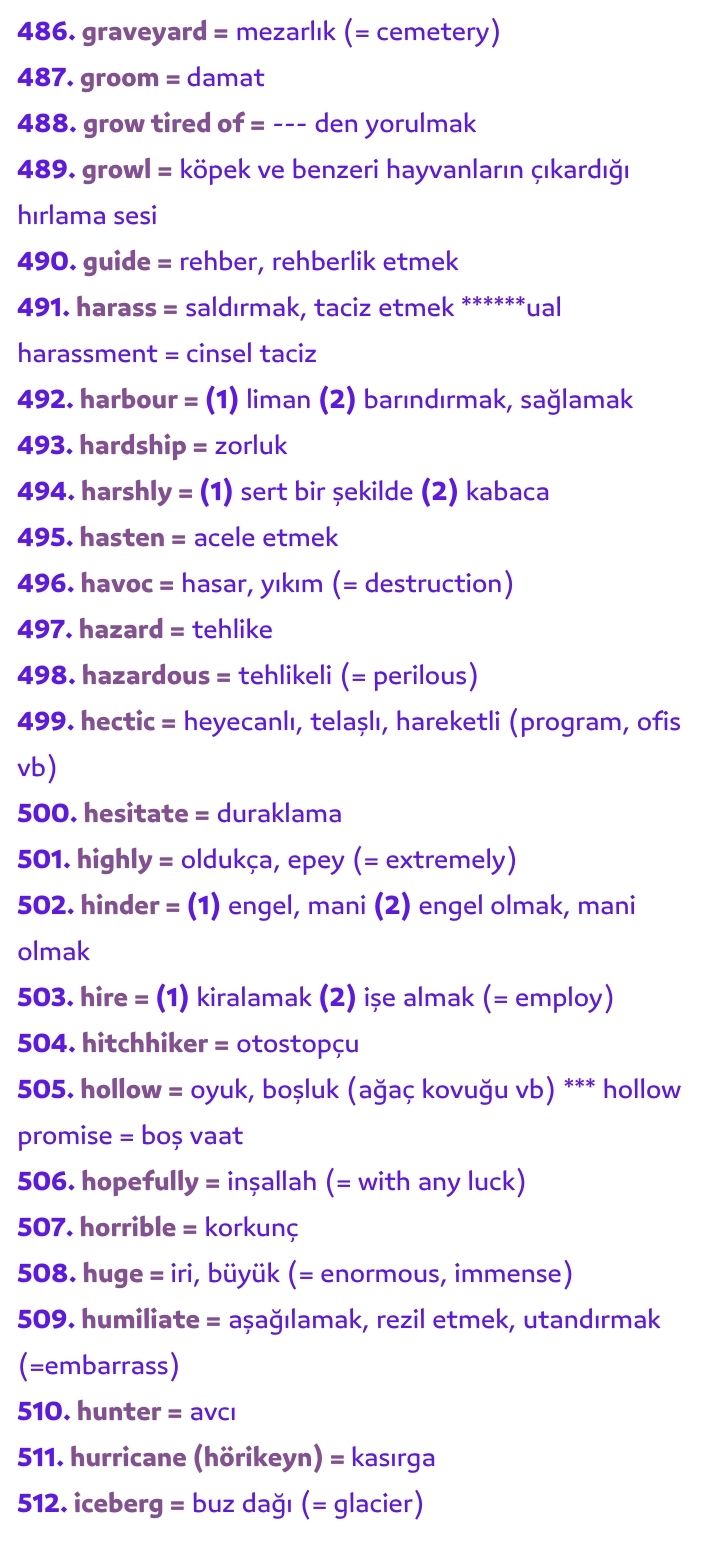 486. graveyard = mezarlık (= cemetery)
487. groom = damat
488. grow tired of = --- den yorulmak
489. growl = köpek ve benzeri hayvanların çıkardığı
hırlama sesi
490. guide = rehber, rehberlik etmek
491. harass = saldırmak, taciz etmek ******ual
harassment = cinsel taciz
492. harbour = (1) liman (2) barındırmak, sağlamak
493. hardship = zorluk
494. harshly = (1) sert bir şekilde (2) kabaca
495. hasten = acele etmek
496. havoc = hasar, yıkım (= destruction)
497. hazard = tehlike
498. hazardous = tehlikeli (= perilous)
499. hectic = heyecanlı, telaşlı, hareketli (program, ofis
vb)
500. hesitate = duraklama
501. highly = oldukça, epey (= extremely)
502. hinder = (1) engel, mani (2) engel olmak, mani
olmak
503. hire = (1) kiralamak (2) işe almak (= employ)
504. hitchhiker = otostopçu
505. hollow = oyuk, boşluk (ağaç kovuğu vb) *** hollow
promise = boş vaat
506. hopefully = inşallah (= with any luck)
507. horrible = korkunç
508. huge = iri, büyük (= enormous, immense)
509. humiliate = aşağılamak, rezil etmek, utandırmak
(=embarrass)
510. hunter = avcı
511. hurricane (hörikeyn) = kasırga
512. iceberg = buz dağı (= glacier)